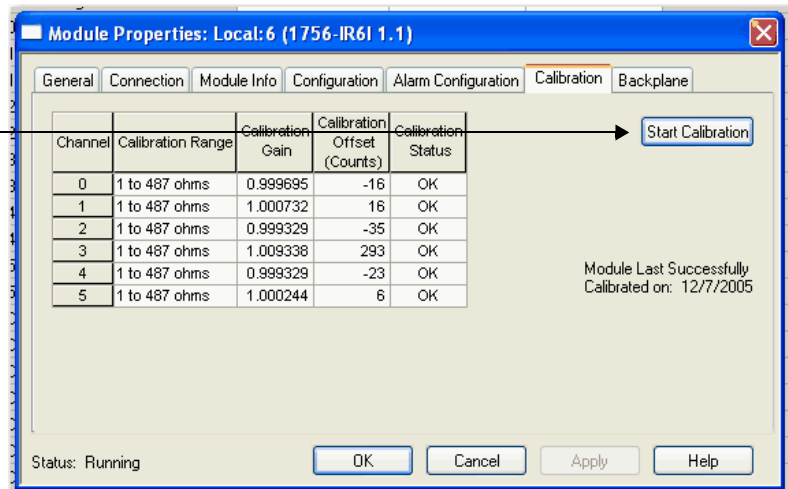 Module Properties: Local:6 (1756-IR6I 1.1)
General Connection Module Info Configuration Alarm Configuration Calibration Backplane
Channel Calibration Range Calibration Gain Calibration Offset (Counts) Calibration Status
0 1 to 487 ohms 0.999695 -16 OK
1 1 to 487 ohms 1.000732 16 OK
2 1 to 487 ohms 0.999329 -35 OK
3 1 to 487 ohms 1.009338 293 OK
4 1 to 487 ohms 0.999329 -23 OK
5 1 to 487 ohms 1.000244 6 OK
Start Calibration
Module Last Successfully
Calibrated on: 12/7/2005
Status: Running
OK Cancel Apply Help